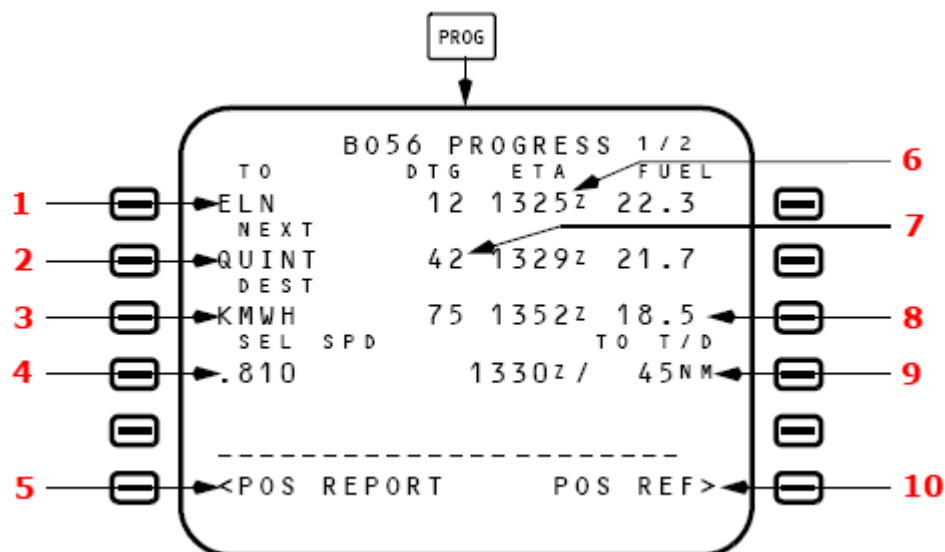 PROG
BO56 PROGRESS 1/2
TO DTG ETA FUEL
6
1 ELN 12 1325Z 22.3
NEXT
7
2 QUINT 42 1329Z 21.7
DEST
3 KMWH 75 1352Z 18.5 8
SEL SPD TO T/D
4 .810 1330Z/ 45NM 9
------------------------
5 <POS REPORT POS REF> 10